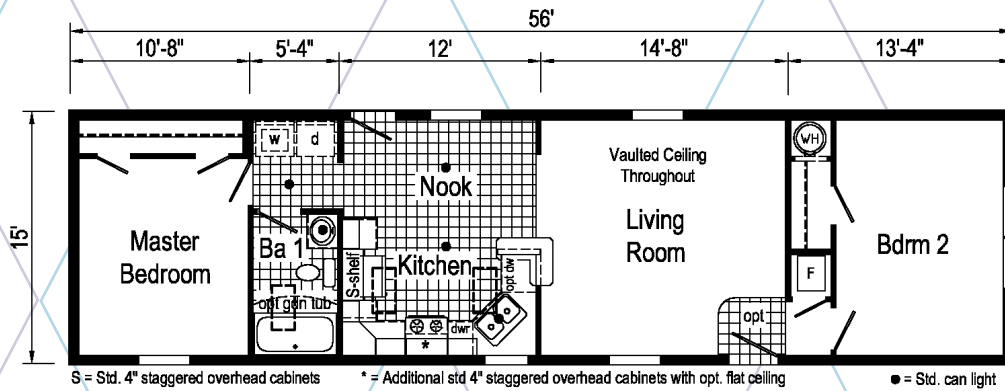 56'
10'-8" 5'-4" 12' 14'-8" 13'-4"
15'
w d
WH
Vaulted Ceiling
Throughout
Nook
Living
Room
Master
Bedroom
Ba 1
Kitchen
S-shelf
opt dw
Bdrm 2
F
opt gdn tub
opt
dwr
*
S = Std. 4" staggered overhead cabinets * = Additional std 4" staggered overhead cabinets with opt. flat ceiling ● = Std. can light